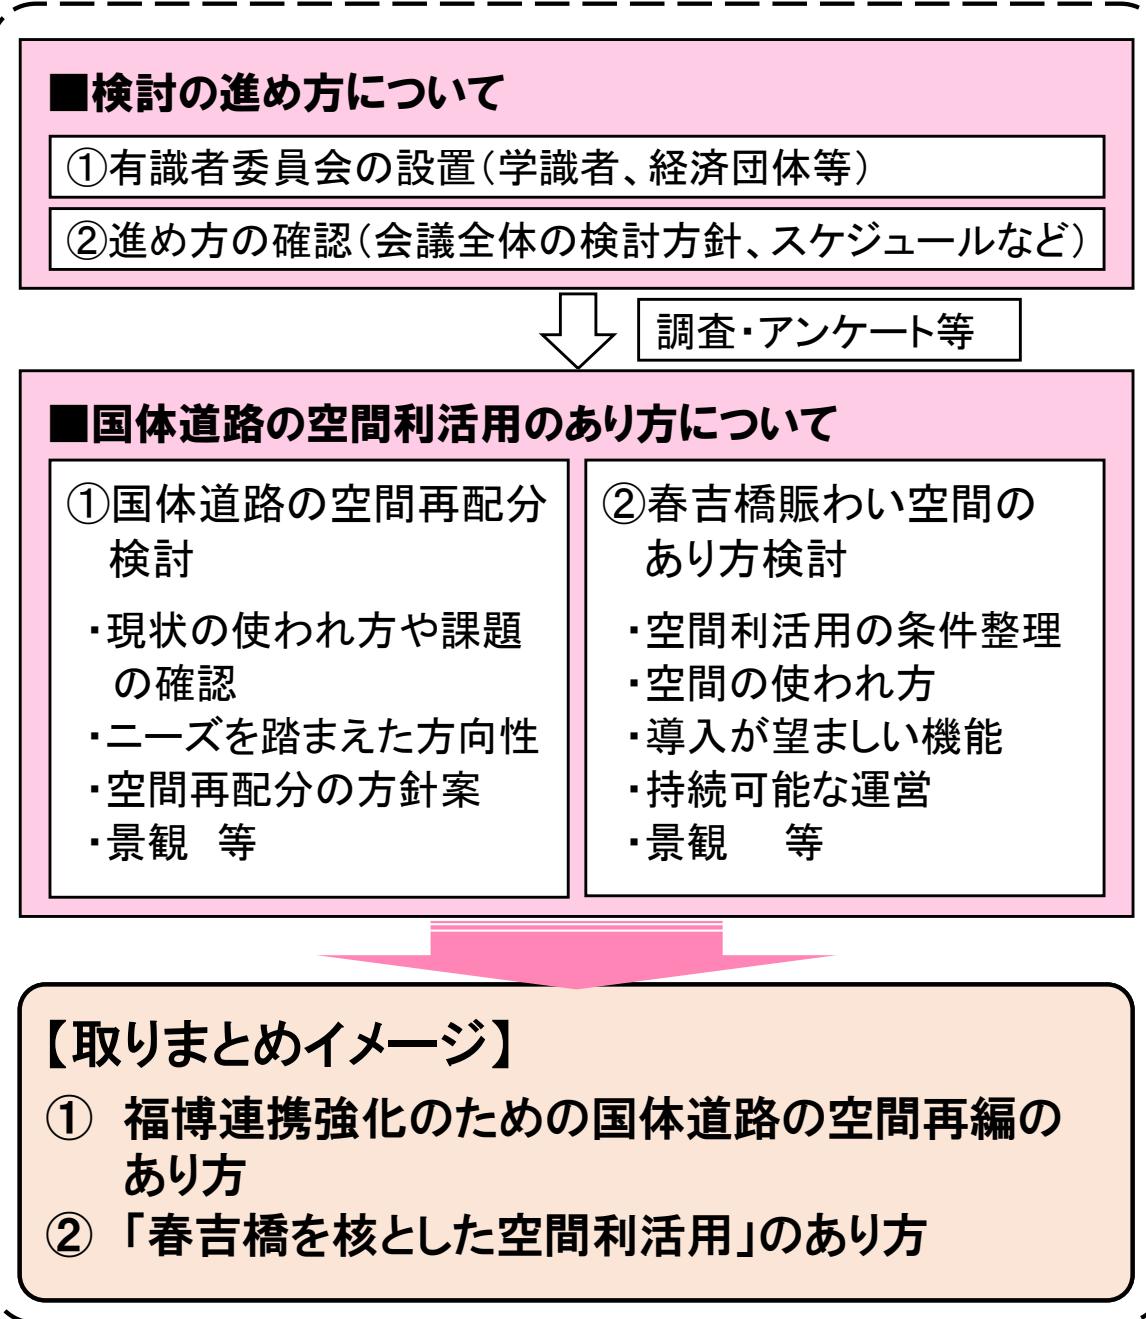 ■検討の進め方について
①有識者委員会の設置（学識者、経済団体等）
②進め方の確認（会議全体の検討方針、スケジュールなど）
調査・アンケート等
■国体道路の空間利活用のあり方について
①国体道路の空間再配分
検討
・現状の使われ方や課題
の確認
・ニーズを踏まえた方向性
・空間再配分の方針案
・景観　等
②春吉橋賑わい空間の
あり方検討
・空間利活用の条件整理
・空間の使われ方
・導入が望ましい機能
・持続可能な運営
・景観　等
【取りまとめイメージ】
①　福博連携強化のための国体道路の空間再編の
あり方
②　「春吉橋を核とした空間利活用」のあり方